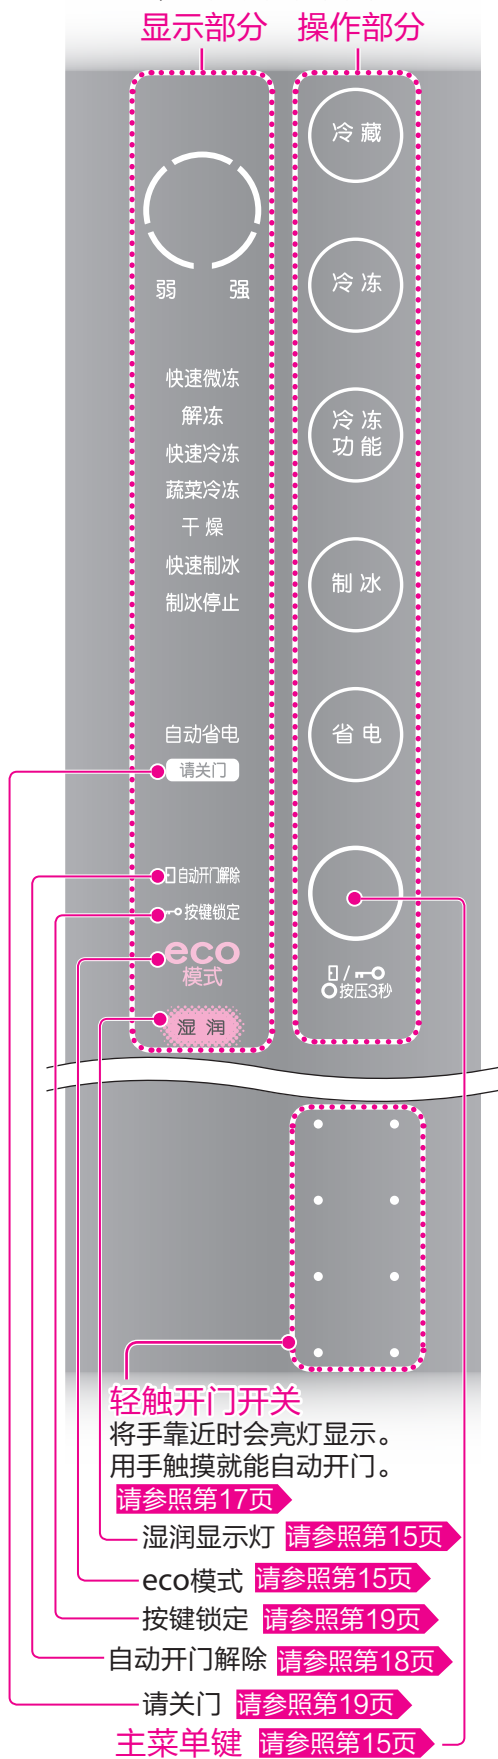 显示部分
操作部分
弱 强
快速微冻
解冻
快速冷冻
蔬菜冷冻
干燥
快速制冰
制冰停止
自动省电
请关门
自动开门解除
按键锁定
eco
模式
湿润
冷藏
冷冻
冷冻
功能
制冰
省电
/
按压3秒
轻触开门开关
将手靠近时会亮灯显示。
用手触摸就能自动开门。
请参照第17页
湿润显示灯 请参照第15页
eco模式 请参照第15页
按键锁定 请参照第19页
自动开门解除 请参照第18页
请关门 请参照第19页
主菜单键 请参照第15页